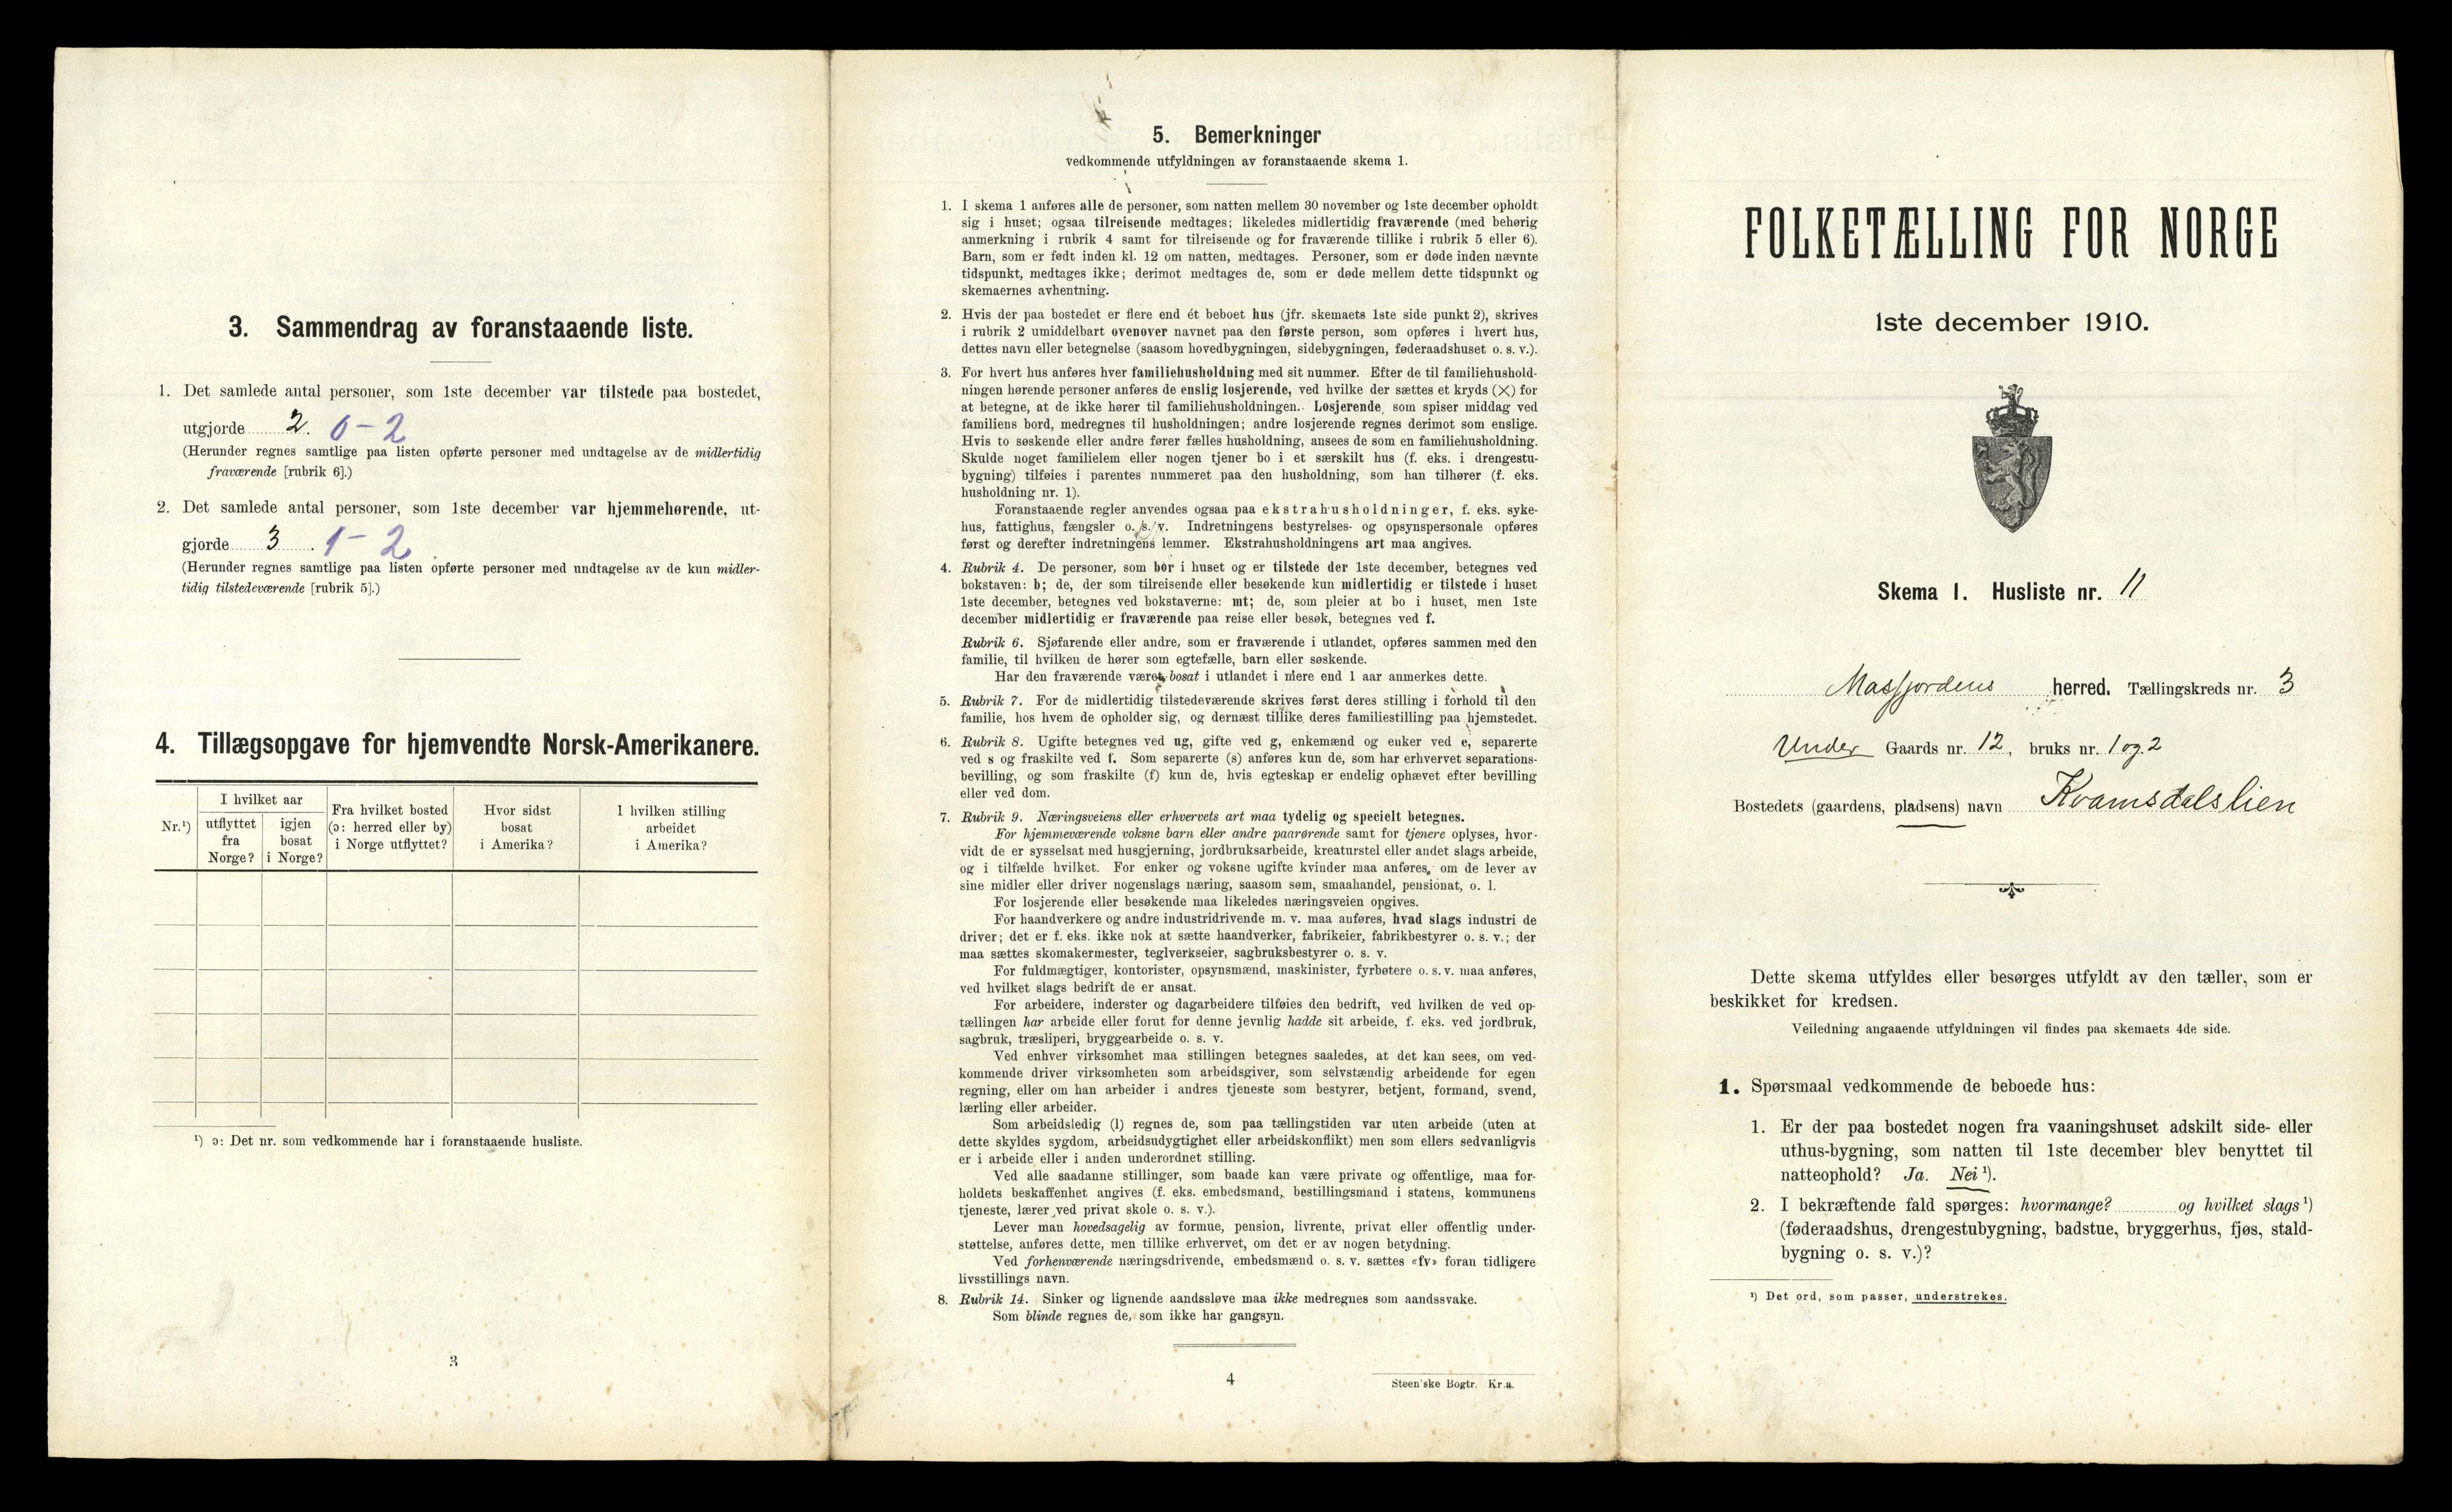 3. Sammendrag av foranstaaende liste.
1. Det samlede antal personer, som 1ste december var tilstede paa bostedet,
utgjorde 2. 0-2
(Herunder regnes samtlige paa listen opførte personer med undtagelse av de midlertidig
fraværende [rubrik 6].)
2. Det samlede antal personer, som 1ste december var hjemmehørende, ut-
gjorde 3. 1-2
(Herunder regnes samtlige paa listen opførte personer med undtagelse av de kun midler-
tidig tilstedeværende [rubrik 5].)
4. Tillægsopgave for hjemvendte Norsk-Amerikanere.
Nr.¹)
I hvilket aar
utflyttet
fra
Norge?
igjen
bosat
i Norge?
Fra hvilket bosted
(ɔ: herred eller by)
i Norge utflyttet?
Hvor sidst
bosat
i Amerika?
I hvilken stilling
arbeidet
i Amerika?
¹) ɔ: Det nr. som vedkommende har i foranstaaende husliste.
3
5. Bemerkninger
vedkommende utfyldningen av foranstaaende skema 1.
1. I skema 1 anføres alle de personer, som natten mellem 30 november og 1ste december opholdt
sig i huset; ogsaa tilreisende medtages; likeledes midlertidig fraværende (med behørig
anmerkning i rubrik 4 samt for tilreisende og for fraværende tillike i rubrik 5 eller 6).
Barn, som er født inden kl. 12 om natten, medtages. Personer, som er døde inden nævnte
tidspunkt, medtages ikke; derimot medtages de, som er døde mellem dette tidspunkt og
skemaernes avhentning.
2. Hvis der paa bostedet er flere end ét beboet hus (jfr. skemaets 1ste side punkt 2), skrives
i rubrik 2 umiddelbart ovenover navnet paa den første person, som opføres i hvert hus,
dettes navn eller betegnelse (saasom hovedbygningen, sidebygningen, føderaadshuset o. s. v.).
3. For hvert hus anføres hver familiehusholdning med sit nummer. Efter de til familiehushold-
ningen hørende personer anføres de enslig losjerende, ved hvilke der sættes et kryds (×) for
at betegne, at de ikke hører til familiehusholdningen. Losjerende, som spiser middag ved
familiens bord, medregnes til husholdningen; andre losjerende regnes derimot som enslige.
Hvis to søskende eller andre fører fælles husholdning, ansees de som en familiehusholdning.
Skulde noget familielem eller nogen tjener bo i et særskilt hus (f. eks. i drengestu-
bygning) tilføies i parentes nummeret paa den husholdning, som han tilhører (f. eks.
husholdning nr. 1).
Foranstaaende regler anvendes ogsaa paa ekstrahusholdninger, f. eks. syke-
hus, fattighus, fængsler o. s. v. Indretningens bestyrelses- og opsynspersonale opføres
først og derefter indretningens lemmer. Ekstrahusholdningens art maa angives.
4. Rubrik 4. De personer, som bor i huset og er tilstede der 1ste december, betegnes ved
bokstaven: b; de, der som tilreisende eller besøkende kun midlertidig er tilstede i huset
1ste december, betegnes ved bokstaverne: mt; de, som pleier at bo i huset, men 1ste
december midlertidig er fraværende paa reise eller besøk, betegnes ved f.
Rubrik 6. Sjøfarende eller andre, som er fraværende i utlandet, opføres sammen med den
familie, til hvilken de hører som egtefælle, barn eller søskende.
Har den fraværende været bosat i utlandet i mere end 1 aar anmerkes dette.
5. Rubrik 7. For de midlertidig tilstedeværende skrives først deres stilling i forhold til den
familie, hos hvem de opholder sig, og dernæst tillike deres familiestilling paa hjemstedet.
6. Rubrik 8. Ugifte betegnes ved ug, gifte ved g, enkemænd og enker ved e, separerte
ved s og fraskilte ved f. Som separerte (s) anføres kun de, som har erhvervet separations-
bevilling, og som fraskilte (f) kun de, hvis egteskap er endelig ophævet efter bevilling
eller ved dom.
7. Rubrik 9. Næringsveiens eller erhvervets art maa tydelig og specielt betegnes.
For hjemmeværende voksne barn eller andre paarørende samt for tjenere oplyses, hvor-
vidt de er sysselsat med husgjerning, jordbruksarbeide, kreaturstel eller andet slags arbeide,
og i tilfælde hvilket. For enker og voksne ugifte kvinder maa anføres, om de lever av
sine midler eller driver nogenslags næring, saasom søm, smaahandel, pensionat, o. l.
For losjerende eller besøkende maa likeledes næringsveien opgives.
For haandverkere og andre industridrivende m. v. maa anføres, hvad slags industri de
driver; det er f. eks. ikke nok at sætte haandverker, fabrikeier, fabrikbestyrer o. s. v.; der
maa sættes skomakermester, teglverkseier, sagbruksbestyrer o. s. v.
For fuldmægtiger, kontorister, opsynsmænd, maskinister, fyrbøtere o. s. v. maa anføres,
ved hvilket slags bedrift de er ansat.
For arbeidere, inderster og dagarbeidere tilføies den bedrift, ved hvilken de ved op-
tællingen har arbeide eller forut for denne jevnlig hadde sit arbeide, f. eks. ved jordbruk,
sagbruk, træsliperi, bryggearbeide o. s. v.
Ved enhver virksomhet maa stillingen betegnes saaledes, at det kan sees, om ved-
kommende driver virksomheten som arbeidsgiver, som selvstændig arbeidende for egen
regning, eller om han arbeider i andres tjeneste som bestyrer, betjent, formand, svend,
lærling eller arbeider.
Som arbeidsledig (l) regnes de, som paa tællingstiden var uten arbeide (uten at
dette skyldes sygdom, arbeidsudygtighet eller arbeidskonflikt) men som ellers sedvanligvis
er i arbeide eller i anden underordnet stilling.
Ved alle saadanne stillinger, som baade kan være private og offentlige, maa for-
holdets beskaffenhet angives (f. eks. embedsmand, bestillingsmand i statens, kommunens
tjeneste, lærer ved privat skole o. s. v.).
Lever man hovedsagelig av formue, pension, livrente, privat eller offentlig under-
støttelse, anføres dette, men tillike erhvervet, om det er av nogen betydning.
Ved forhenværende næringsdrivende, embedsmænd o. s. v. sættes «fv» foran tidligere
livsstillings navn.
8. Rubrik 14. Sinker og lignende aandssløve maa ikke medregnes som aandssvake.
Som blinde regnes de, som ikke har gangsyn.
4
Steen'ske Bogtr. Kr.a.
FOLKETÆLLING FOR NORGE
1ste december 1910.
Skema 1. Husliste nr. 11
Masfjordens herred. Tællingskreds nr. 3
Under Gaards nr. 12, bruks nr. 1 og 2
Bostedets (gaardens, pladsens) navn Kvamsdalslien
Dette skema utfyldes eller besørges utfyldt av den tæller, som er
beskikket for kredsen.
Veiledning angaaende utfyldningen vil findes paa skemaets 4de side.
1. Spørsmaal vedkommende de beboede hus:
1. Er der paa bostedet nogen fra vaaningshuset adskilt side- eller
uthus-bygning, som natten til 1ste december blev benyttet til
natteophold? Ja. Nei ¹).
2. I bekræftende fald spørges: hvormange? og hvilket slags ¹)
(føderaadshus, drengestubygning, badstue, bryggerhus, fjøs, stald-
bygning o. s. v.)?
¹) Det ord, som passer, understrekes.